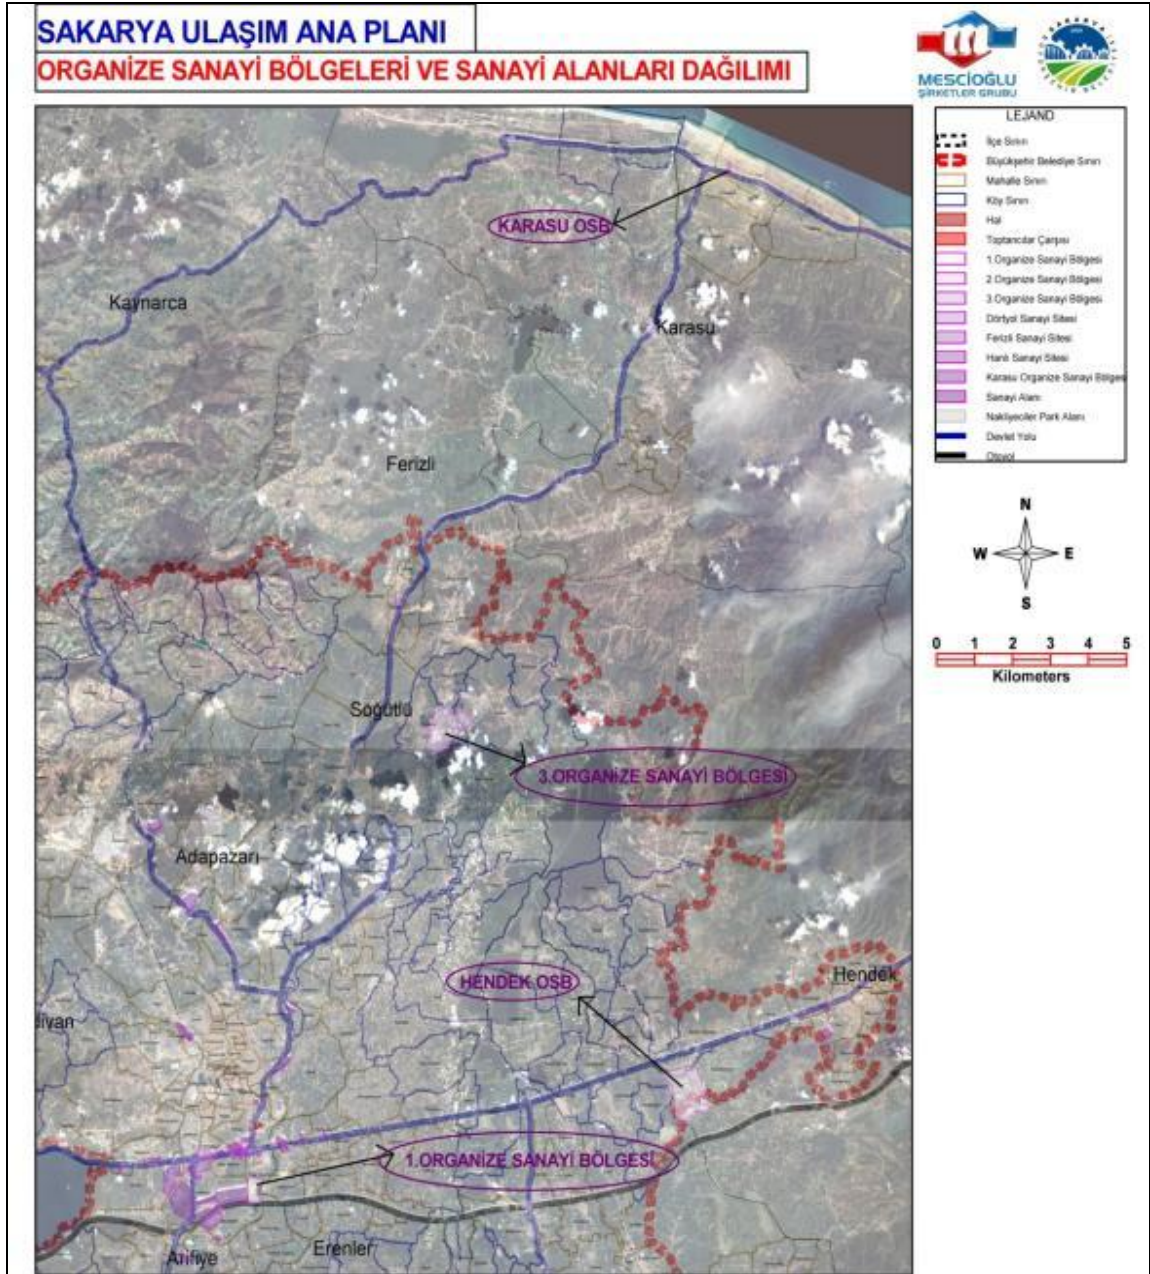 SAKARYA ULAŞIM ANA PLANI
ORGANİZE SANAYİ BÖLGELERİ VE SANAYİ ALANLARI DAĞILIMI
MESCİOĞLU
ŞİRKETLER GRUBU
LEJAND
İlçe Sınırı
Büyükşehir Belediye Sınırı
Mahalle Sınırı
Köy Sınırı
Hal
Toptancılar Çarşısı
1.Organize Sanayi Bölgesi
2.Organize Sanayi Bölgesi
3.Organize Sanayi Bölgesi
Dörtyol Sanayi Sitesi
Ferizli Sanayi Sitesi
Hanlı Sanayi Sitesi
Karasu Organize Sanayi Bölges
Sanayi Alanı
Nakliyeciler Park Alanı
Devlet Yolu
Otoyol
N
W E
S
0 1 2 3 4 5
Kilometers
KARASU OSB
Kaynarca
Karasu
Ferizli
Söğütlü
3.ORGANİZE SANAYİ BÖLGESİ
Adapazarı
HENDEK OSB
Hendek
divan
1.ORGANİZE SANAYİ BÖLGESİ
Arifiye
Erenler